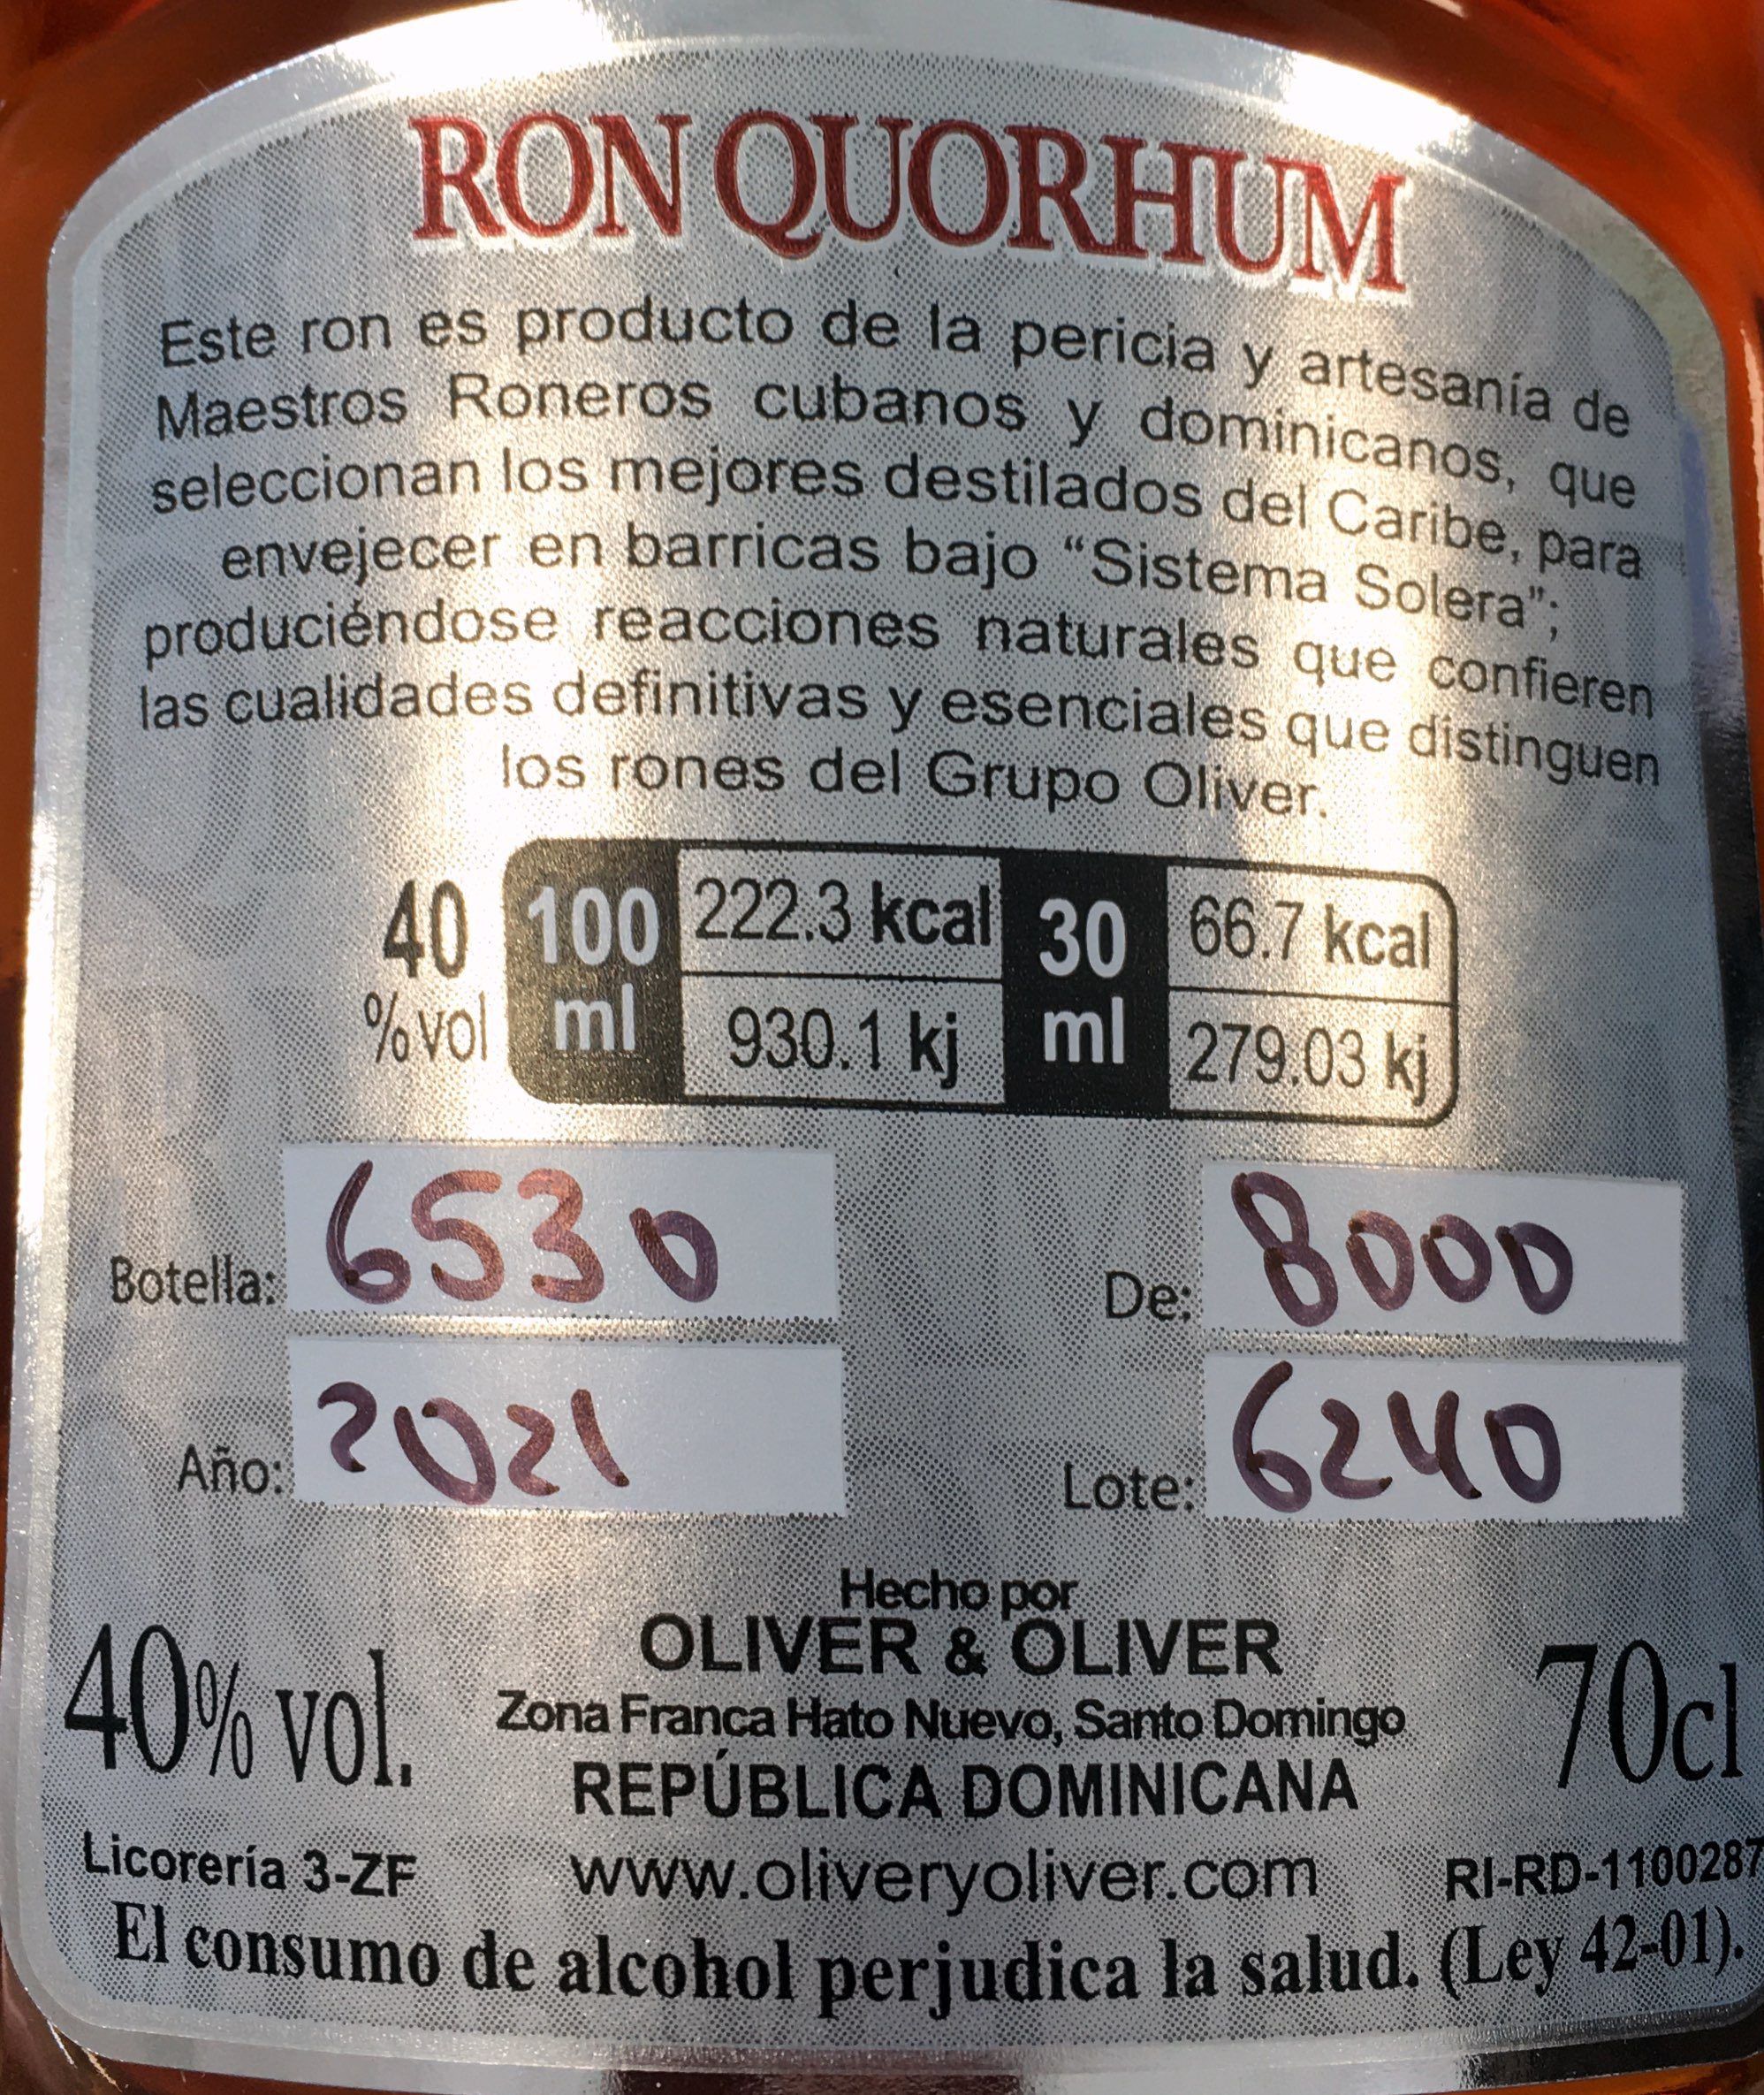 RON QUORHUM
Este ron es producto de la pericia y artesanía de
Maestros Roneros cubanos y dominicanos, que
seleccionan los mejores destilados del Caribe, para
envejecer en barricas bajo “Sistema Solera”;
produciéndose reacciones naturales que confieren
las cualidades definitivas y esenciales que distinguen
los rones del Grupo Oliver.
40 % vol
100 ml
222.3 kcal
930.1 kj
30 ml
66.7 kcal
279.03 kj
Botella: 6530
De: 8000
Año: 2021
Lote: 6240
Hecho por
OLIVER & OLIVER
Zona Franca Hato Nuevo, Santo Domingo
REPÚBLICA DOMINICANA
40% vol.
70cl
Licorería 3-ZF
www.oliveryoliver.com
RI-RD-1100287
El consumo de alcohol perjudica la salud. (Ley 42-01).